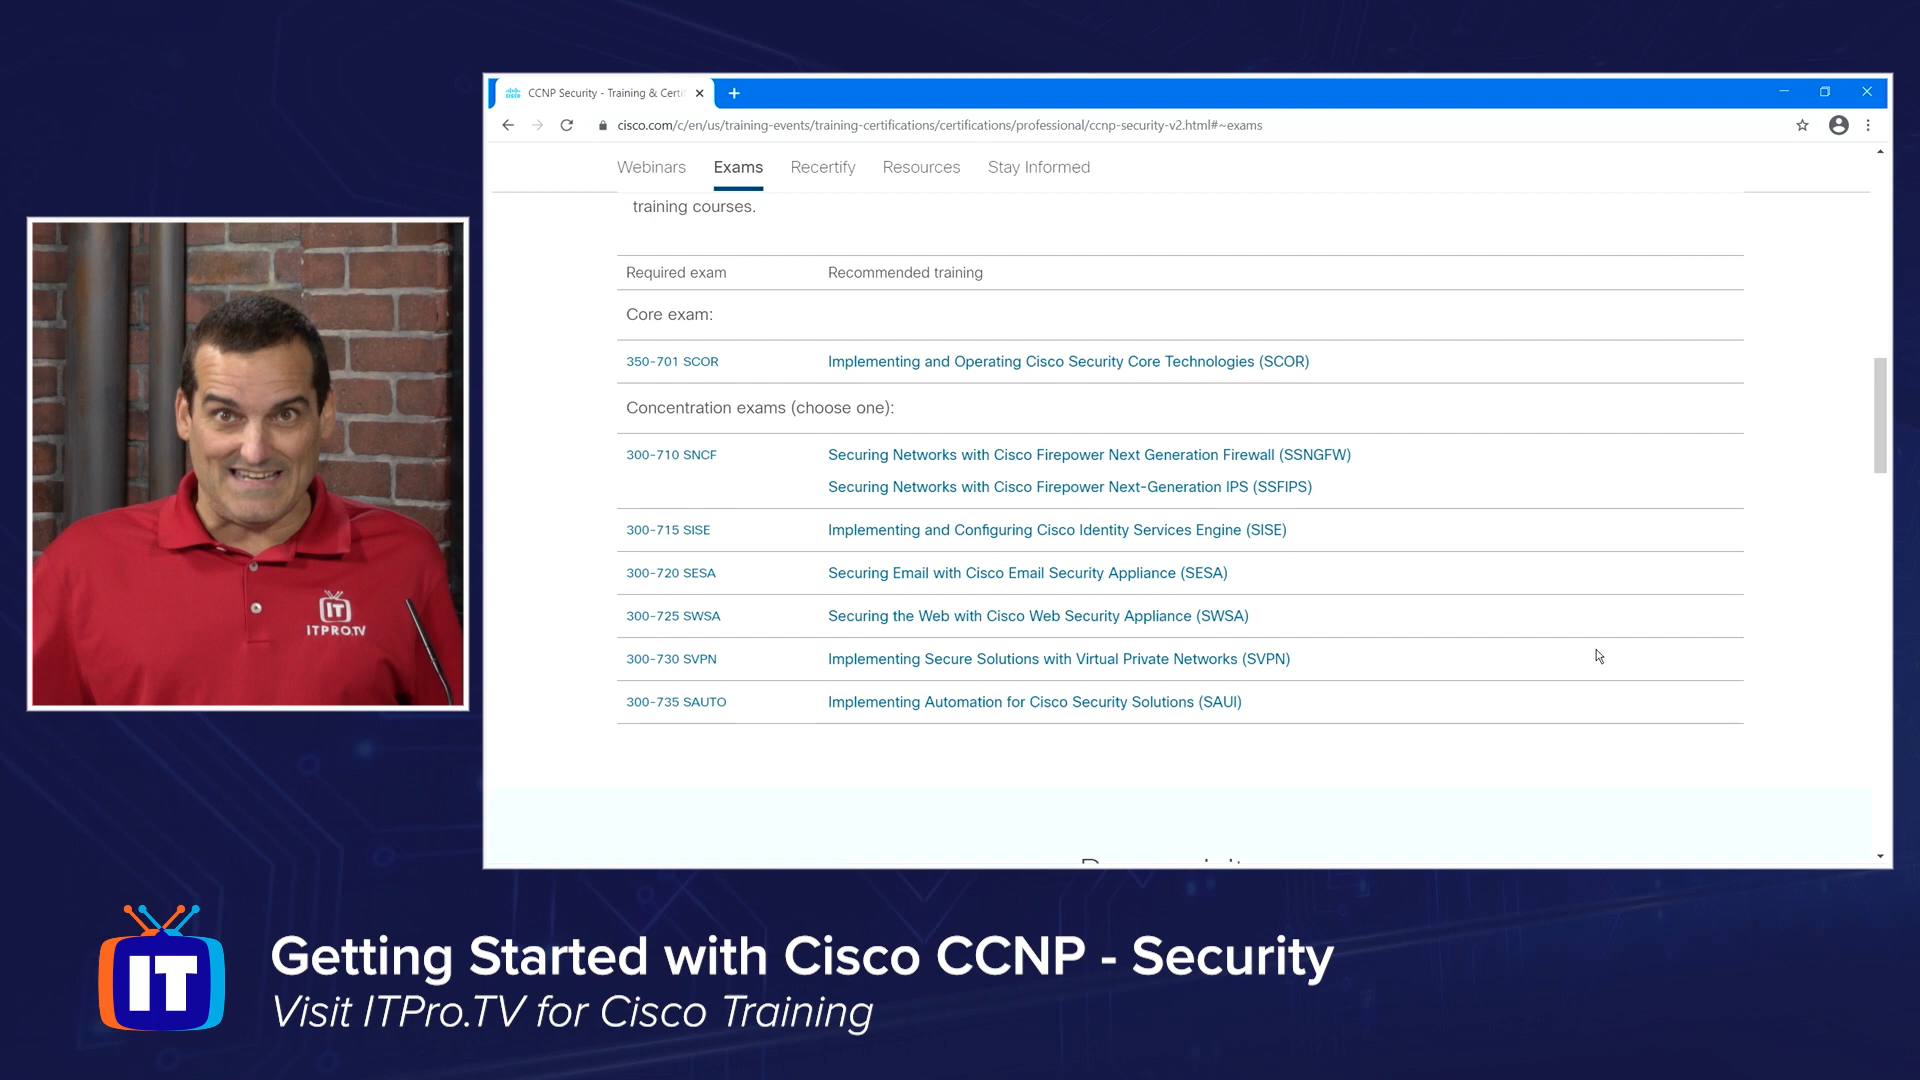 CCNP Security - Training & Certi
cisco.com/c/en/us/training-events/training-certifications/certifications/professional/ccnp-security-v2.html#~exams
Webinars Exams Recertify Resources Stay Informed
training courses.
Required exam Recommended training
Core exam:
350-701 SCOR Implementing and Operating Cisco Security Core Technologies (SCOR)
Concentration exams (choose one):
300-710 SNCF Securing Networks with Cisco Firepower Next Generation Firewall (SSNGFW)
Securing Networks with Cisco Firepower Next-Generation IPS (SSFIPS)
300-715 SISE Implementing and Configuring Cisco Identity Services Engine (SISE)
300-720 SESA Securing Email with Cisco Email Security Appliance (SESA)
300-725 SWSA Securing the Web with Cisco Web Security Appliance (SWSA)
300-730 SVPN Implementing Secure Solutions with Virtual Private Networks (SVPN)
300-735 SAUTO Implementing Automation for Cisco Security Solutions (SAUI)
IT
ITPRO.TV
IT
Getting Started with Cisco CCNP - Security
Visit ITPro.TV for Cisco Training